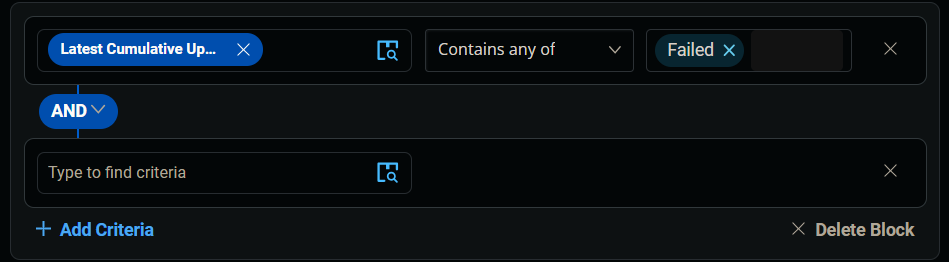 Latest Cumulative Up... Contains any of Failed
AND
Type to find criteria
Add Criteria Delete Block